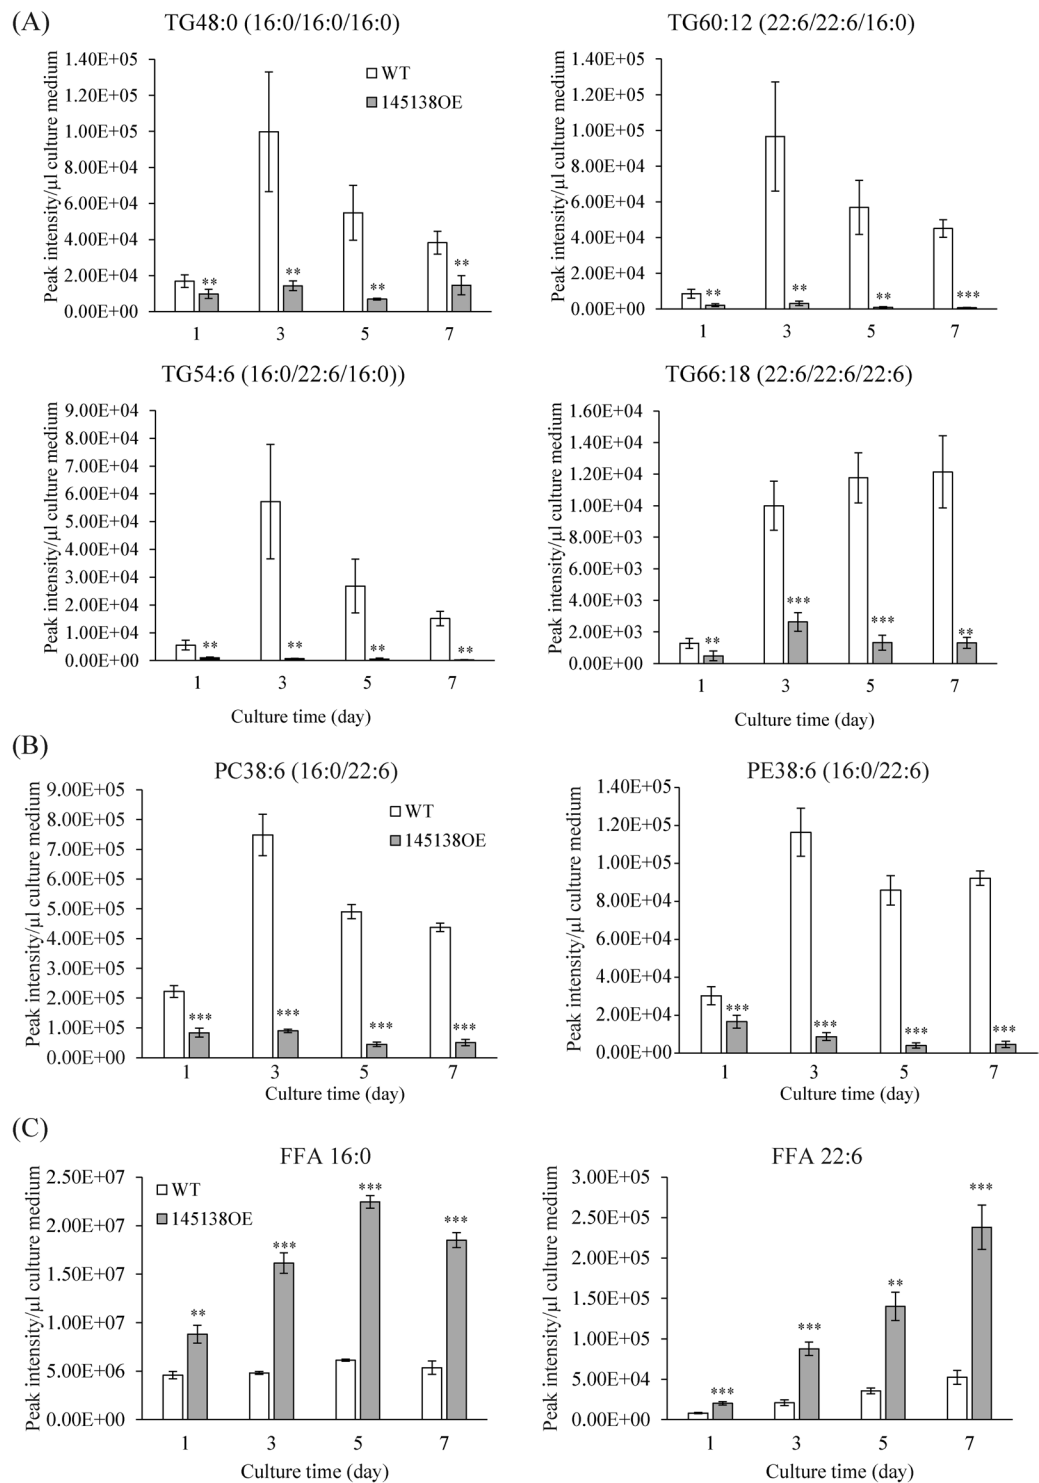 (A)
TG48:0 (16:0/16:0/16:0)
Peak intensity/µl culture medium
1.40E+05
1.20E+05
1.00E+05
8.00E+04
6.00E+04
4.00E+04
2.00E+04
0.00E+00
WT
145138OE
** ** ** **
1 3 5 7
TG60:12 (22:6/22:6/16:0)
Peak intensity/µl culture medium
1.40E+05
1.20E+05
1.00E+05
8.00E+04
6.00E+04
4.00E+04
2.00E+04
0.00E+00
** ** ** ***
1 3 5 7
TG54:6 (16:0/22:6/16:0))
Peak intensity/µl culture medium
9.00E+04
8.00E+04
7.00E+04
6.00E+04
5.00E+04
4.00E+04
3.00E+04
2.00E+04
1.00E+04
0.00E+00
** ** ** **
1 3 5 7
Culture time (day)
TG66:18 (22:6/22:6/22:6)
Peak intensity/µl culture medium
1.60E+04
1.40E+04
1.20E+04
1.00E+04
8.00E+03
6.00E+03
4.00E+03
2.00E+03
0.00E+00
** *** *** **
1 3 5 7
Culture time (day)
(B)
PC38:6 (16:0/22:6)
Peak intensity/µl culture medium
9.00E+05
8.00E+05
7.00E+05
6.00E+05
5.00E+05
4.00E+05
3.00E+05
2.00E+05
1.00E+05
0.00E+00
WT
145138OE
*** *** *** ***
1 3 5 7
Culture time (day)
PE38:6 (16:0/22:6)
Peak intensity/µl culture medium
1.40E+05
1.20E+05
1.00E+05
8.00E+04
6.00E+04
4.00E+04
2.00E+04
0.00E+00
*** *** *** ***
1 3 5 7
Culture time (day)
(C)
FFA 16:0
Peak intensity/µl culture medium
2.50E+07
2.00E+07
1.50E+07
1.00E+07
5.00E+06
0.00E+00
WT
145138OE
** *** *** ***
1 3 5 7
Culture time (day)
FFA 22:6
Peak intensity/µl culture medium
3.00E+05
2.50E+05
2.00E+05
1.50E+05
1.00E+05
5.00E+04
0.00E+00
*** *** ** ***
1 3 5 7
Culture time (day)